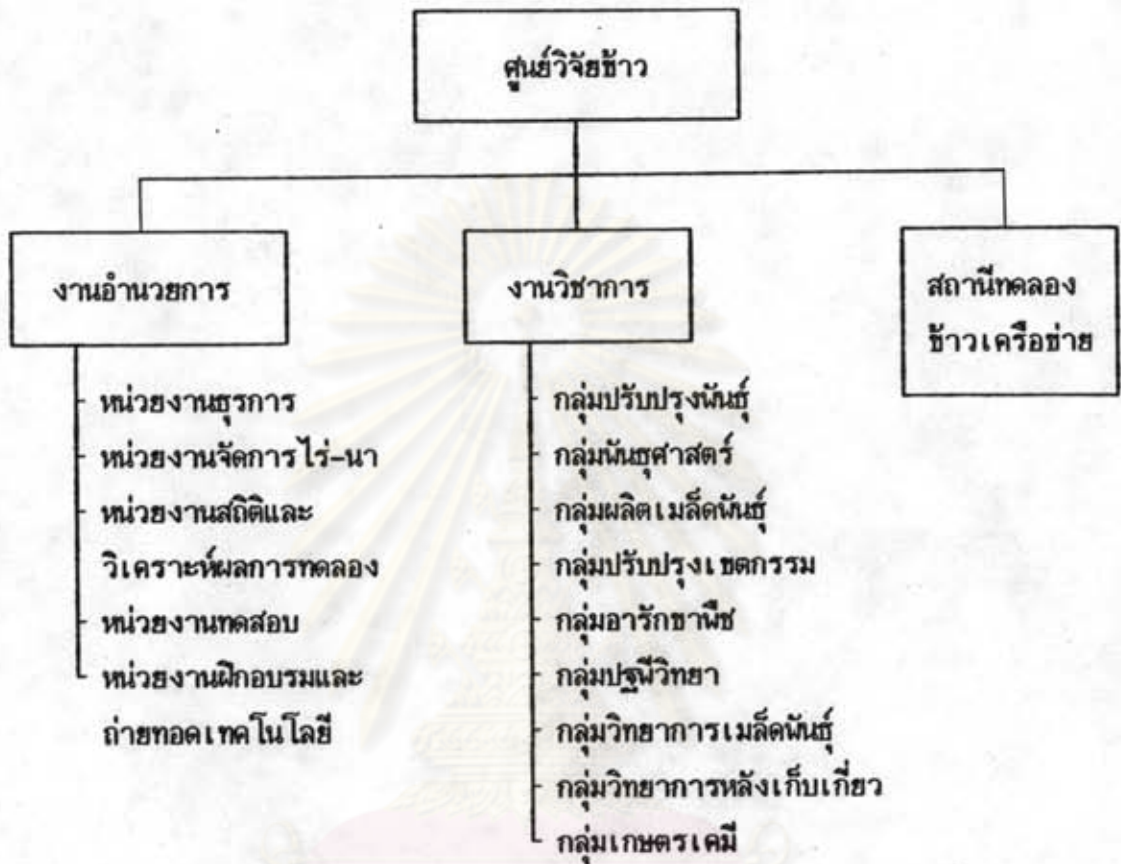 ศูนย์วิจัยข้าว
งานอำนวยการ
- หน่วยงานธุรการ
- หน่วยงานจัดการไร่-นา
- หน่วยงานสถิติและ
วิเคราะห์ผลการทดลอง
- หน่วยงานทดสอบ
- หน่วยงานฝึกอบรมและ
ถ่ายทอดเทคโนโลยี
งานวิชาการ
- กลุ่มปรับปรุงพันธุ์
- กลุ่มพันธุศาสตร์
- กลุ่มผลิตเมล็ดพันธุ์
- กลุ่มปรับปรุงเขตกรรม
- กลุ่มอารักขาพืช
- กลุ่มปฐพีวิทยา
- กลุ่มวิทยาการเมล็ดพันธุ์
- กลุ่มวิทยาการหลังเก็บเกี่ยว
- กลุ่มเกษตรเคมี
สถานีทดลอง
ข้าวเครือข่าย